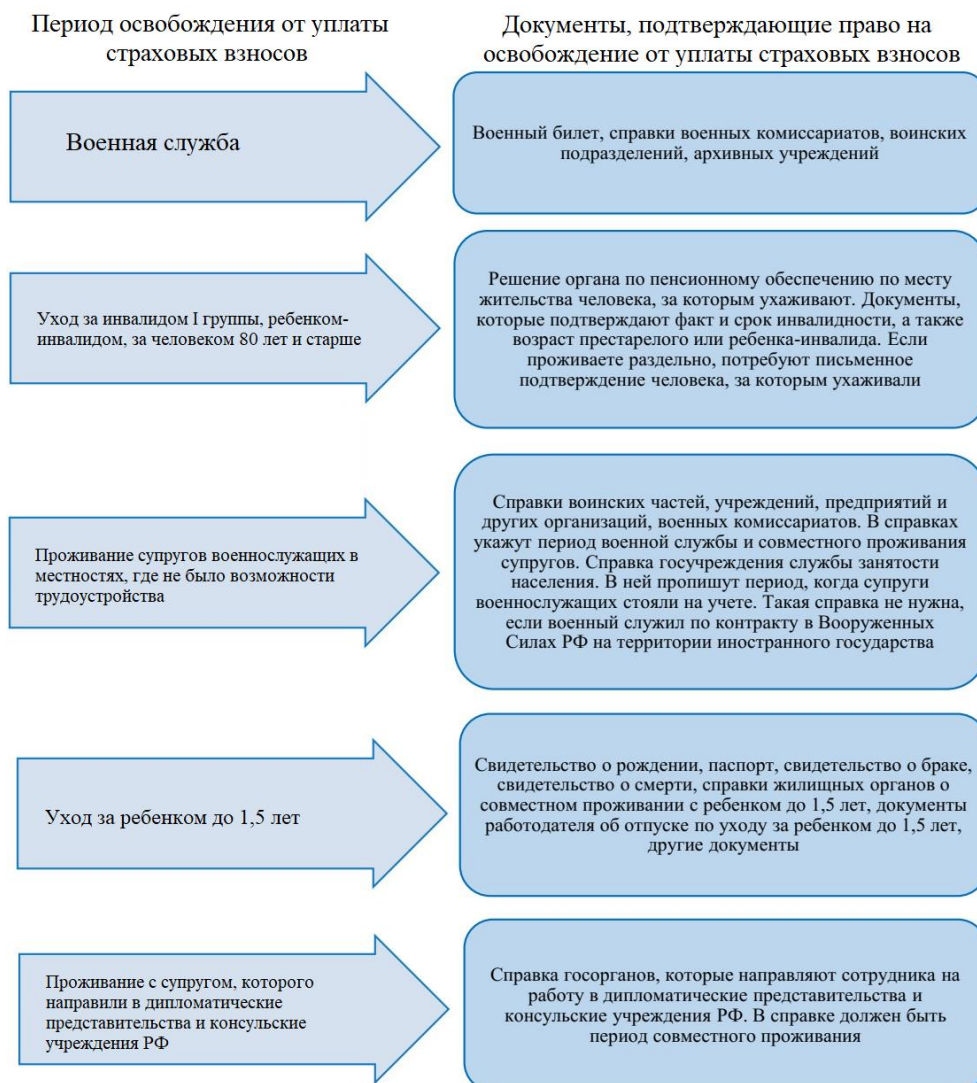 Период освобождения от уплаты
страховых взносов
Документы, подтверждающие право на
освобождение от уплаты страховых взносов
Военная служба
Военный билет, справки военных комиссариатов, воинских
подразделений, архивных учреждений
Уход за инвалидом I группы, ребенком-
инвалидом, за человеком 80 лет и старше
Решение органа по пенсионному обеспечению по месту
жительства человека, за которым ухаживают. Документы,
которые подтверждают факт и срок инвалидности, а также
возраст престарелого или ребенка-инвалида. Если
проживаете раздельно, потребуют письменное
подтверждение человека, за которым ухаживали
Проживание супругов военнослужащих в
местностях, где не было возможности
трудоустройства
Справки воинских частей, учреждений, предприятий и
других организаций, военных комиссариатов. В справках
укажут период военной службы и совместного проживания
супругов. Справка госучреждения службы занятости
населения. В ней пропишут период, когда супруги
военнослужащих стояли на учете. Такая справка не нужна,
если военный служил по контракту в Вооруженных
Силах РФ на территории иностранного государства
Уход за ребенком до 1,5 лет
Свидетельство о рождении, паспорт, свидетельство о браке,
свидетельство о смерти, справки жилищных органов о
совместном проживании с ребенком до 1,5 лет, документы
работодателя об отпуске по уходу за ребенком до 1,5 лет,
другие документы
Проживание с супругом, которого
направили в дипломатические
представительства и консульские
учреждения РФ
Справка госорганов, которые направляют сотрудника на
работу в дипломатические представительства и
консульские учреждения РФ. В справке должен быть
период совместного проживания